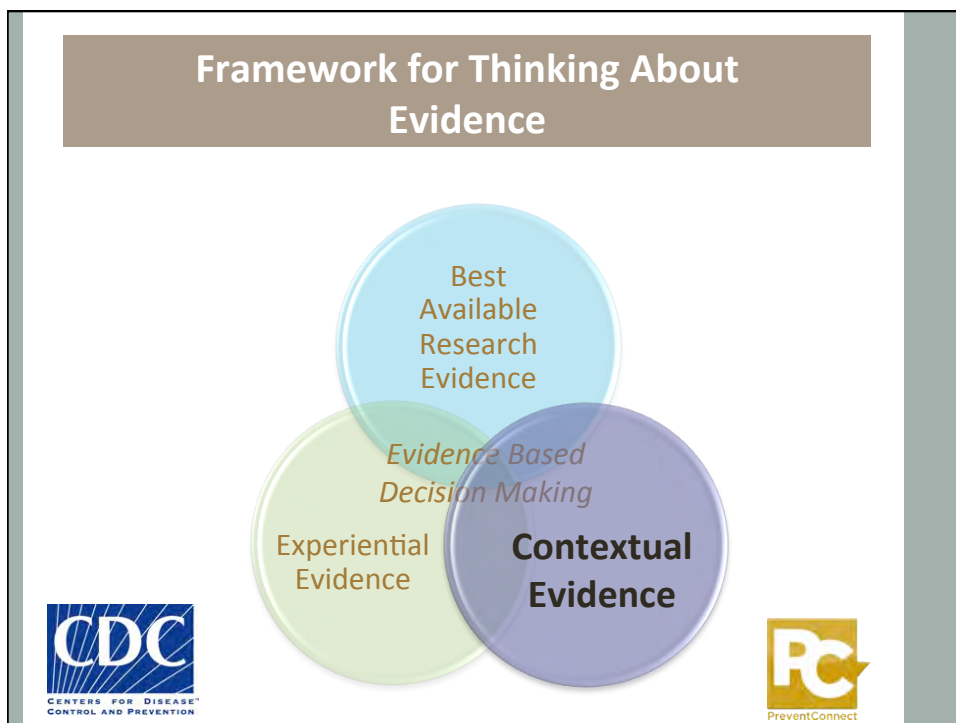 Framework for Thinking About
Evidence
Best
Available
Research
Evidence
Evidence Based
Decision Making
Experiential
Evidence
Contextual
Evidence
CDC
CENTERS FOR DISEASE™
CONTROL AND PREVENTION
PC
PreventConnect